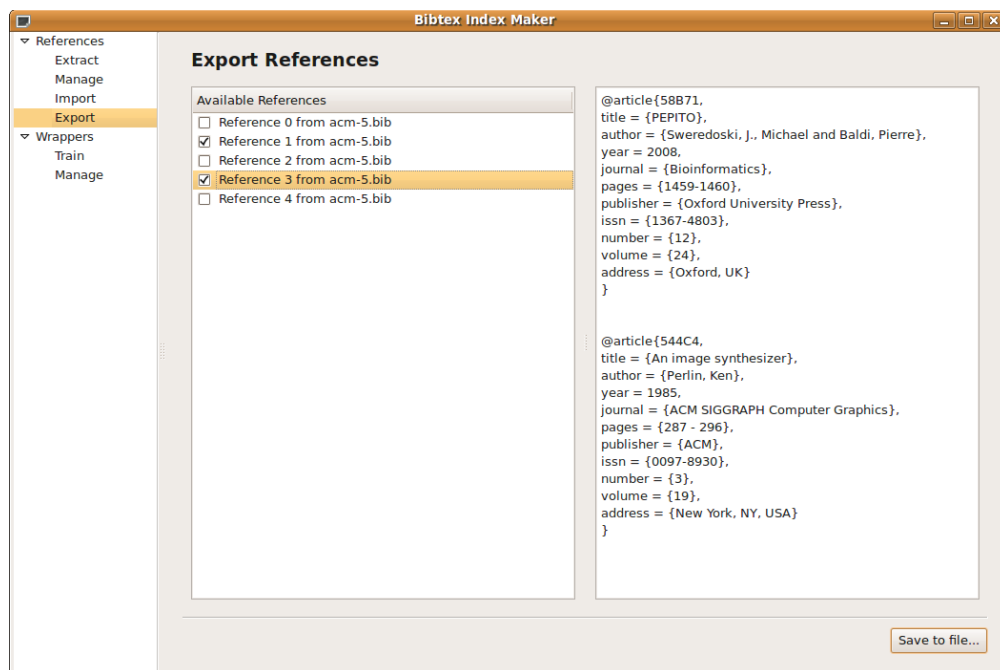 Bibtex Index Maker
References
Extract
Manage
Import
Export
Wrappers
Train
Manage
Export References
Available References
Reference 0 from acm-5.bib
Reference 1 from acm-5.bib
Reference 2 from acm-5.bib
Reference 3 from acm-5.bib
Reference 4 from acm-5.bib
@article{58B71,
title = {PEPITO},
author = {Sweredoski, J., Michael and Baldi, Pierre},
year = 2008,
journal = {Bioinformatics},
pages = {1459-1460},
publisher = {Oxford University Press},
issn = {1367-4803},
number = {12},
volume = {24},
address = {Oxford, UK}
}
@article{544C4,
title = {An image synthesizer},
author = {Perlin, Ken},
year = 1985,
journal = {ACM SIGGRAPH Computer Graphics},
pages = {287 - 296},
publisher = {ACM},
issn = {0097-8930},
number = {3},
volume = {19},
address = {New York, NY, USA}
}
Save to file...